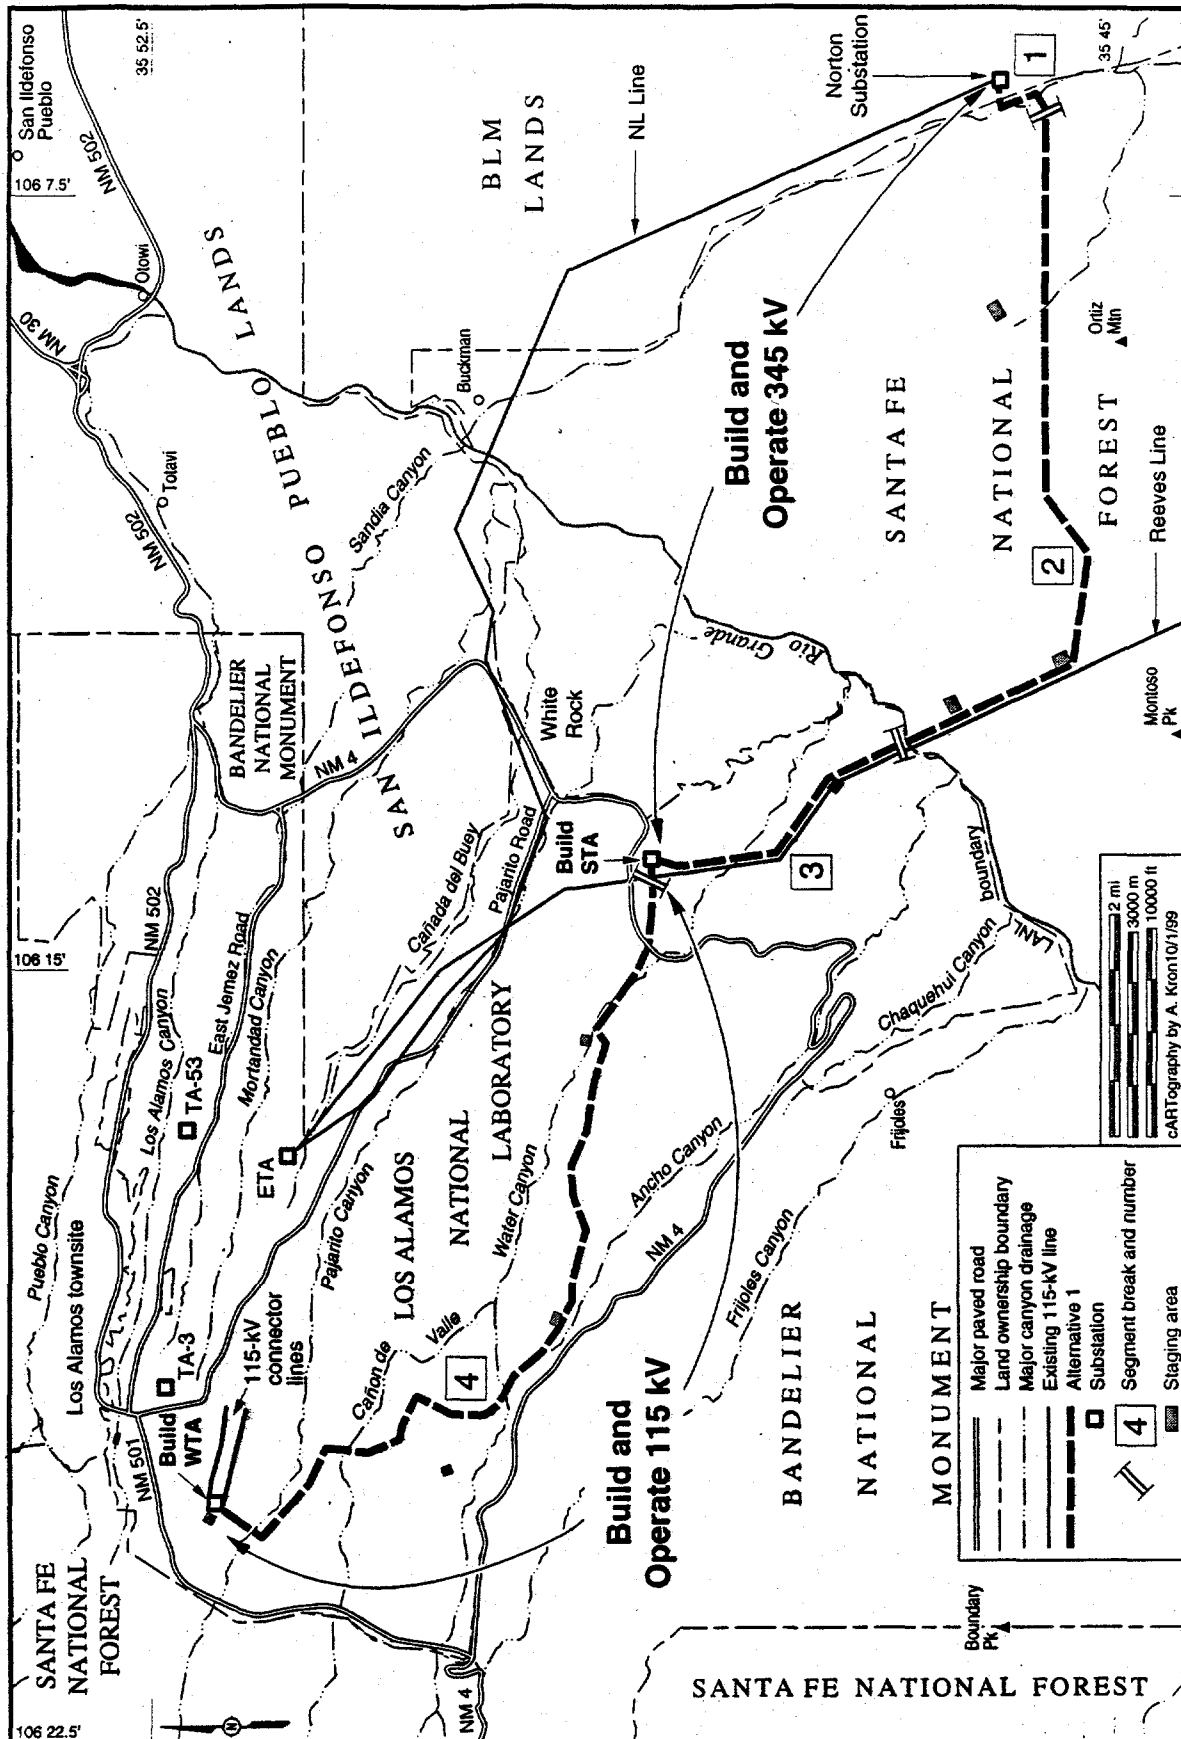 San Ildefonso
Pueblo
35 52.5'
106 7.5'
NM 502
NM 30
Otowi
SAN ILDEFONSO PUEBLO LANDS
BLM
LANDS
NL Line
Norton
Substation
1
35 45'
Totavi
NM 502
Buckman
Sandia Canyon
Build and
Operate 345 kV
SANTA FE
NATIONAL
FOREST
Ortiz
Mtn
2
Reeves Line
Rio
Grande
Montoso
Pk
BANDELIER
NATIONAL
MONUMENT
NM 4
White
Rock
Build
STA
3
106 15'
NM 502
Los Alamos Canyon
East Jemez Road
TA-53
Mortandad Canyon
Cañada del Buey
Pajarito Road
ETA
LANL boundary
Chaquehui Canyon
Frijoles
Pueblo Canyon
Los Alamos townsite
TA-3
115-kV
connector
lines
Pajarito Canyon
LOS ALAMOS
NATIONAL
LABORATORY
Water Canyon
Ancho Canyon
NM 4
Frijoles Canyon
Cañon de Valle
4
Build
WTA
NM 501
Build and
Operate 115 kV
BANDELIER
NATIONAL
MONUMENT
SANTA FE
NATIONAL
FOREST
106 22.5'
N
NM 4
Boundary
Pk
SANTA FE NATIONAL FOREST
Major paved road
Land ownership boundary
Major canyon drainage
Existing 115-kV line
Alternative 1
Substation
4 Segment break and number
Staging area
2 mi
3000 m
10000 ft
cARTography by A. Kron 10/1/99